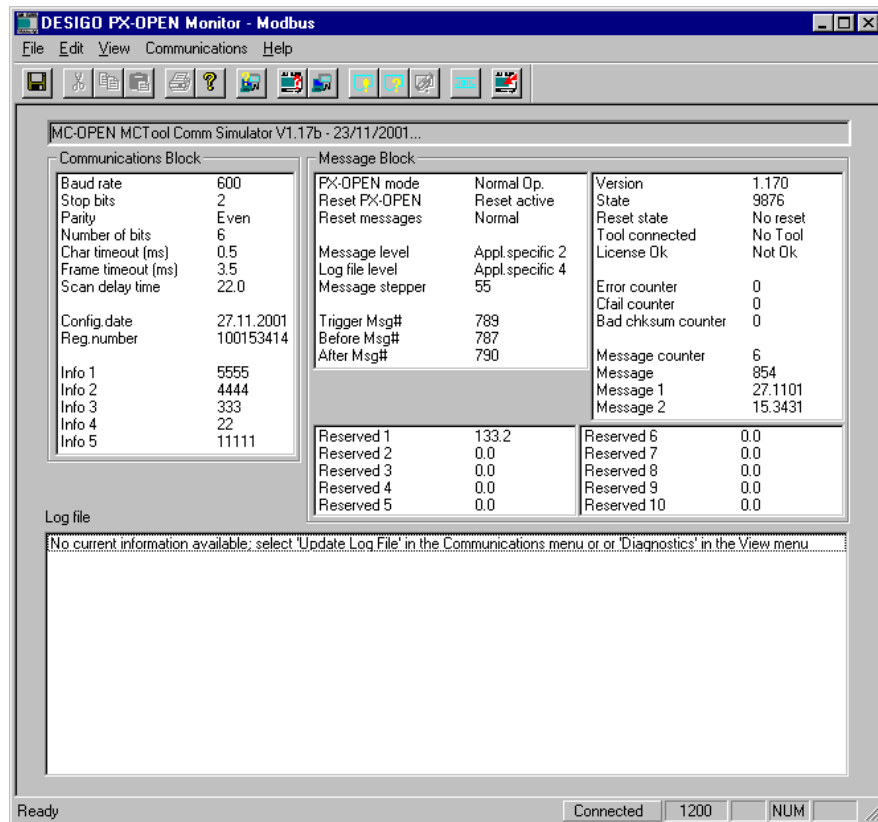 DESIGO PX-OPEN Monitor - Modbus
File Edit View Communications Help
MC-OPEN MCTool Comm Simulator V1.17b - 23/11/2001...
Communications Block
Baud rate 600
Stop bits 2
Parity Even
Number of bits 6
Char timeout (ms) 0.5
Frame timeout (ms) 3.5
Scan delay time 22.0
Config.date 27.11.2001
Reg.number 100153414
Info 1 5555
Info 2 4444
Info 3 333
Info 4 22
Info 5 11111
Message Block
PX-OPEN mode Normal Op.
Reset PX-OPEN Reset active
Reset messages Normal
Message level Appl.specific 2
Log file level Appl.specific 4
Message stepper 55
Trigger Msg# 789
Before Msg# 787
After Msg# 790
Version 1.170
State 9876
Reset state No reset
Tool connected No Tool
License Ok Not Ok
Error counter 0
Cfail counter 0
Bad chksum counter 0
Message counter 6
Message 854
Message 1 27.1101
Message 2 15.3431
Reserved 1 133.2
Reserved 2 0.0
Reserved 3 0.0
Reserved 4 0.0
Reserved 5 0.0
Reserved 6 0.0
Reserved 7 0.0
Reserved 8 0.0
Reserved 9 0.0
Reserved 10 0.0
Log file
No current information available; select 'Update Log File' in the Communications menu or or 'Diagnostics' in the View menu
Ready Connected 1200 NUM